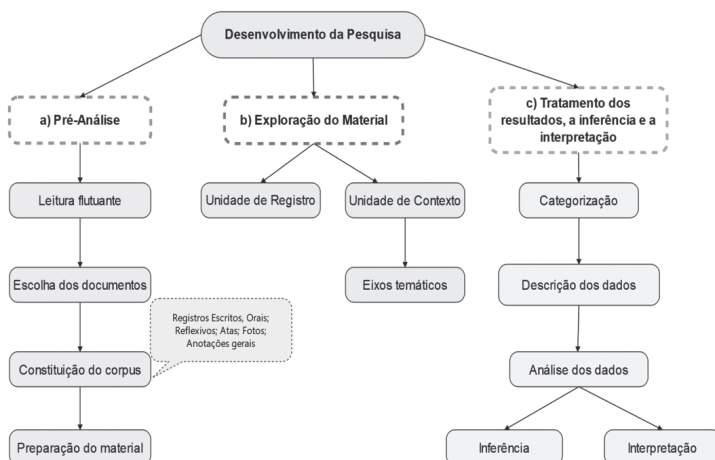 Desenvolvimento da Pesquisa
a) Pré-Análise
b) Exploração do Material
c) Tratamento dos
resultados, a inferência e a
interpretação
Leitura flutuante
Unidade de Registro
Unidade de Contexto
Categorização
Escolha dos documentos
Eixos temáticos
Descrição dos dados
Registros Escritos, Orais;
Reflexivos; Atas; Fotos;
Anotações gerais
Constituição do corpus
Análise dos dados
Preparação do material
Inferência
Interpretação